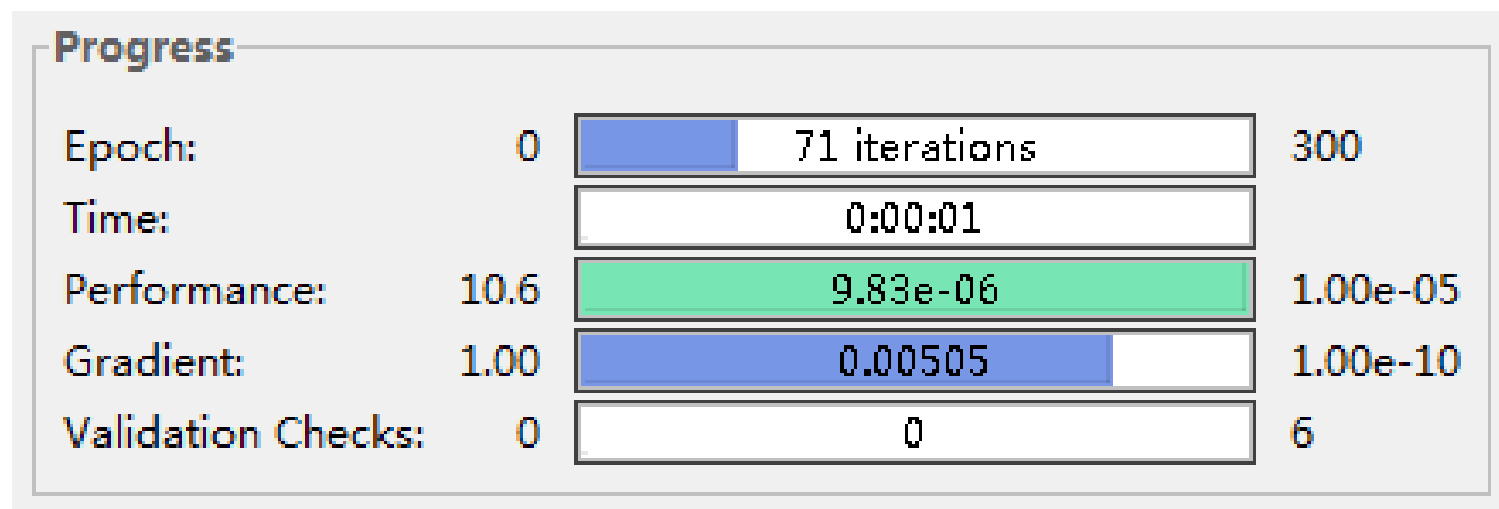 Progress
Epoch: 0 71 iterations 300
Time: 0:00:01
Performance: 10.6 9.83e-06 1.00e-05
Gradient: 1.00 0.00505 1.00e-10
Validation Checks: 0 0 6